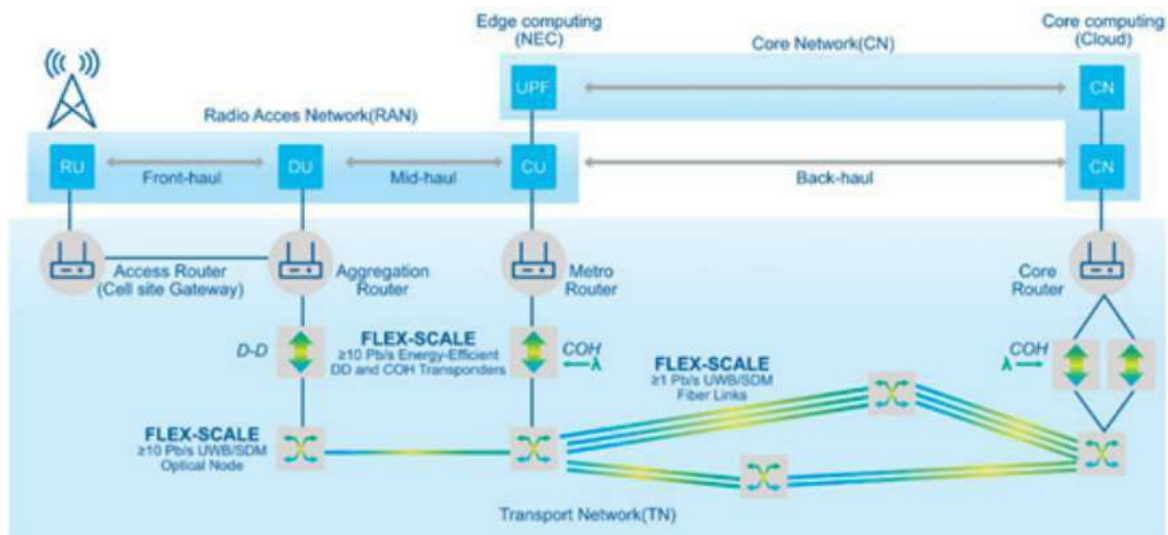 Edge computing
(NEC)
Core Network(CN)
Core computing
(Cloud)
UPF
CN
Radio Acces Network(RAN)
RU
Front-haul
DU
Mid-haul
CU
Back-haul
CN
Access Router
(Cell site Gateway)
Aggregation
Router
Metro
Router
Core
Router
D-D
FLEX-SCALE
≥10 Pb/s Energy-Efficient
DD and COH Transponders
COH
λ
FLEX-SCALE
≥1 Pb/s UWB/SDM
Fiber Links
COH
λ
FLEX-SCALE
≥10 Pb/s UWB/SDM
Optical Node
Transport Network(TN)